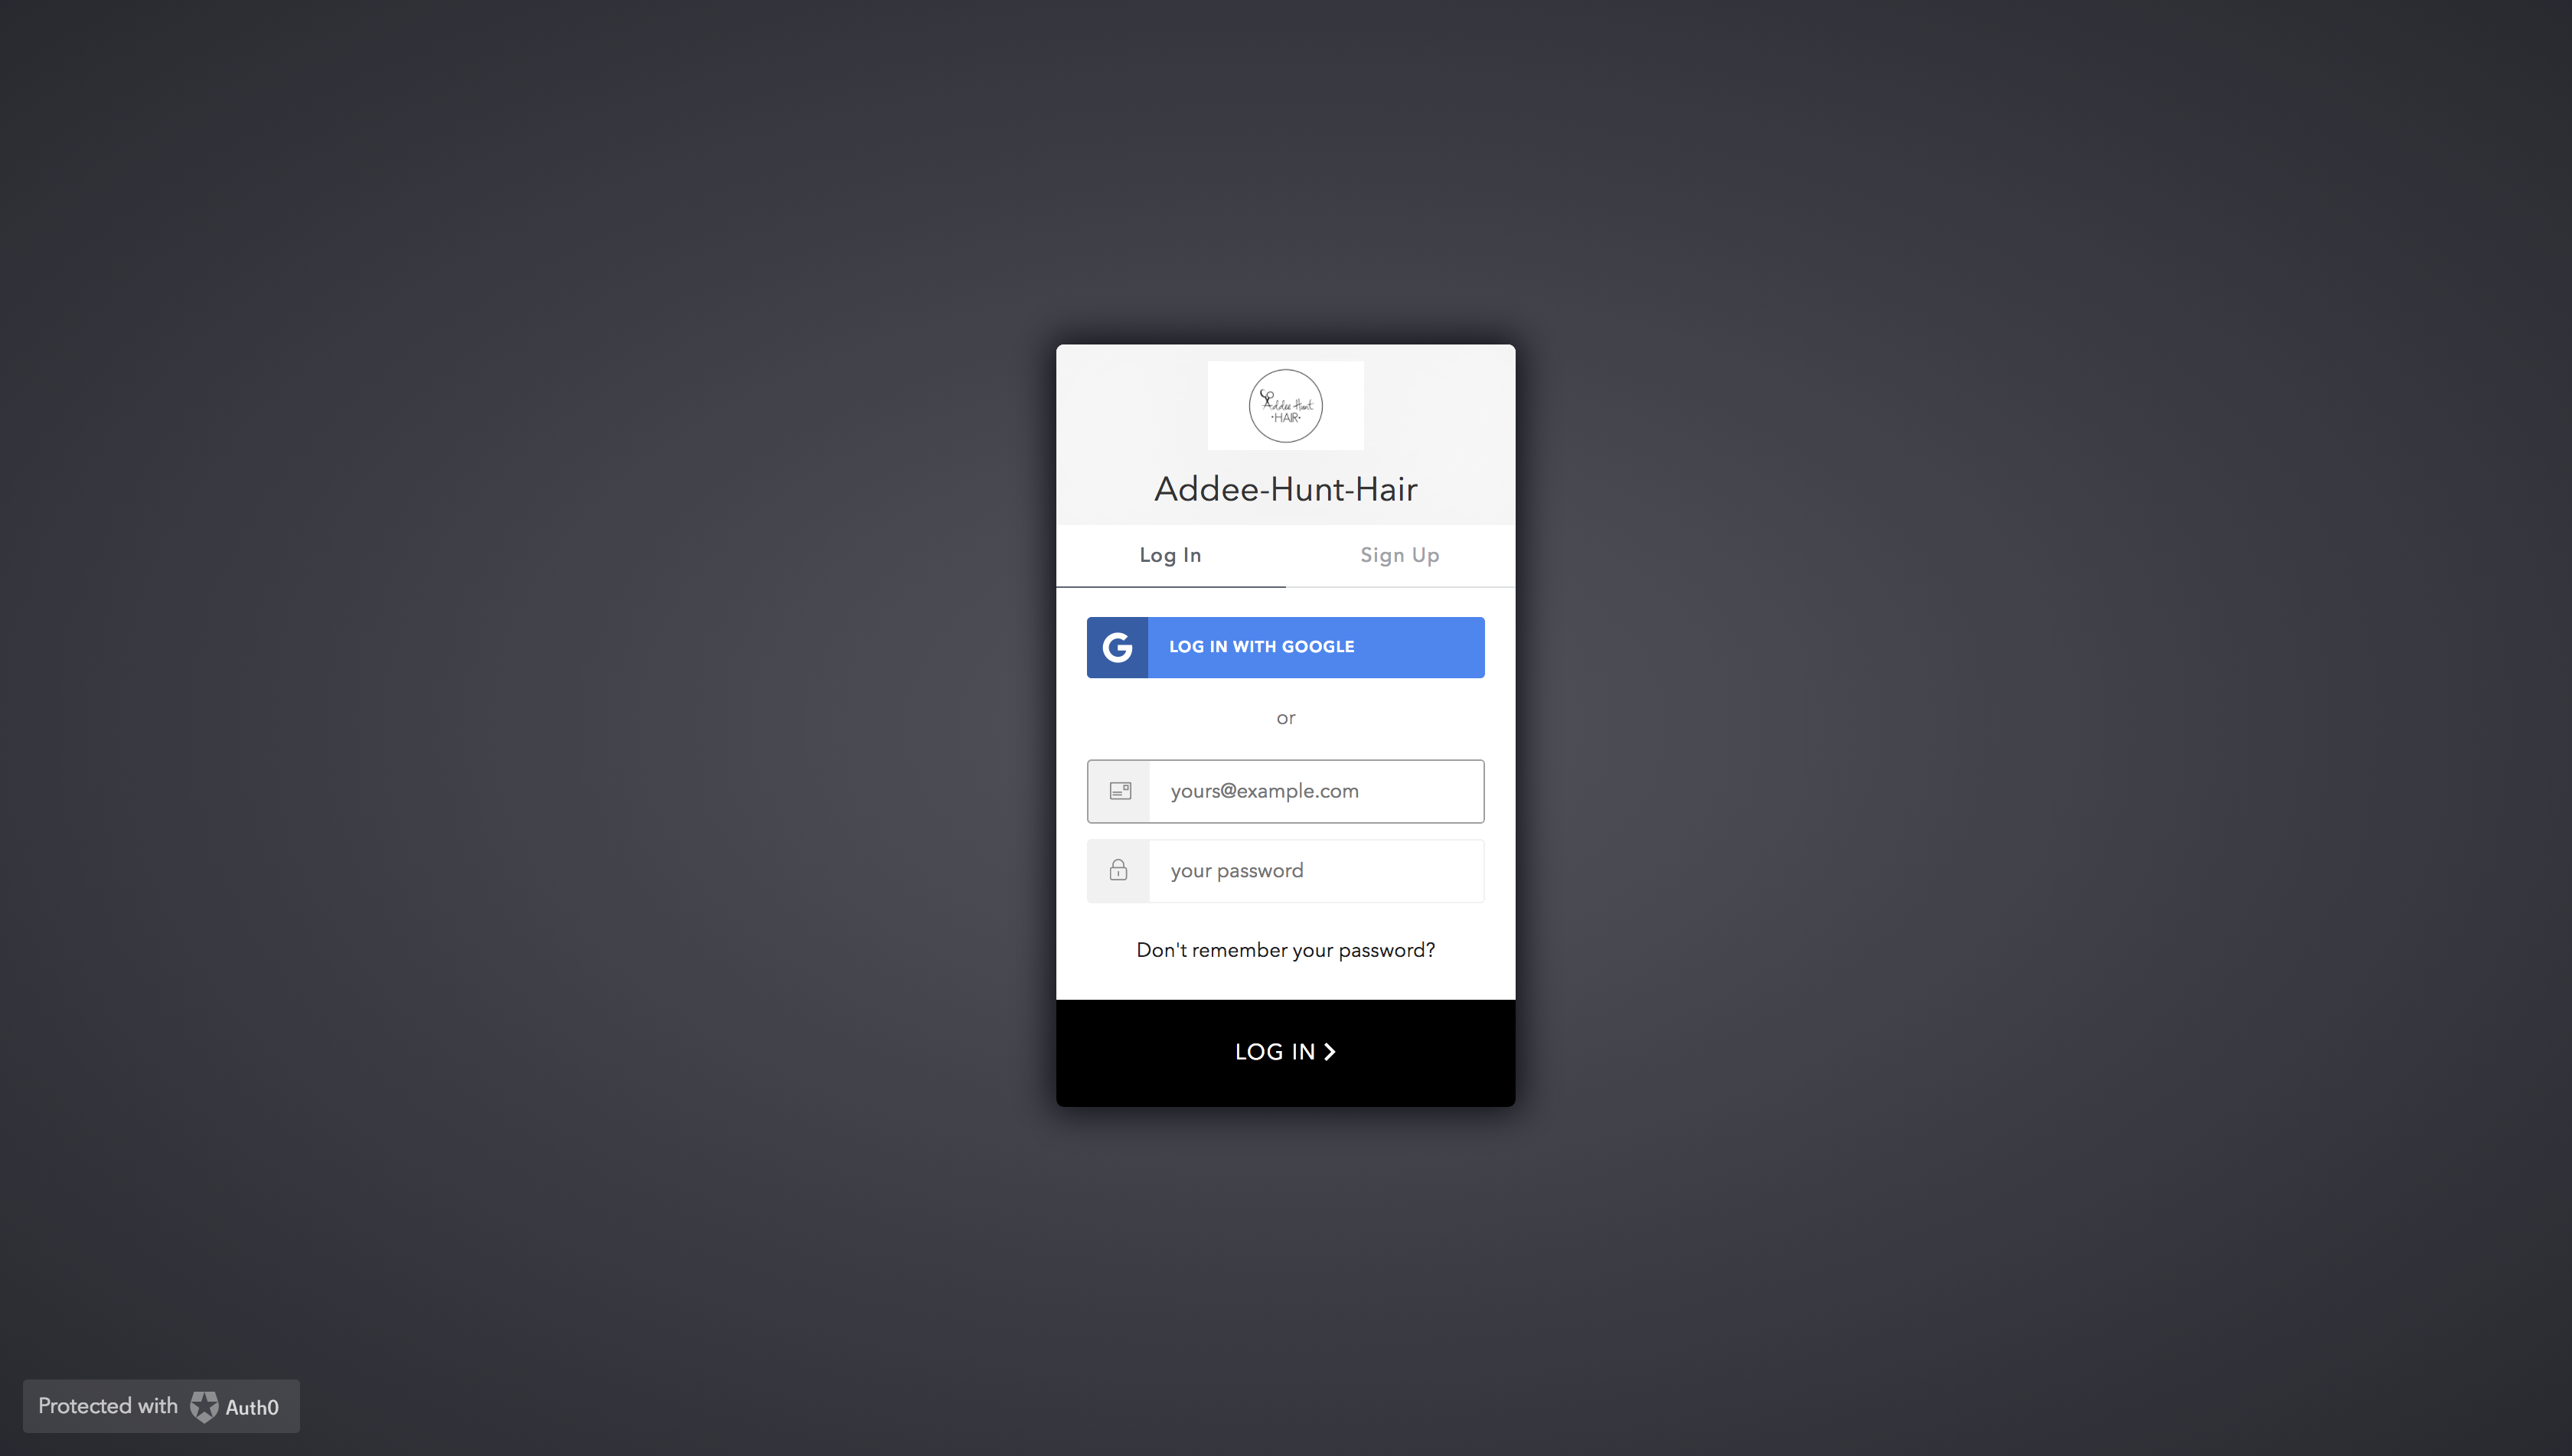 Addee Hunt
•HAIR•
Addee-Hunt-Hair
Log In
Sign Up
G
LOG IN WITH GOOGLE
or
yours@example.com
your password
Don't remember your password?
LOG IN
Protected with Auth0